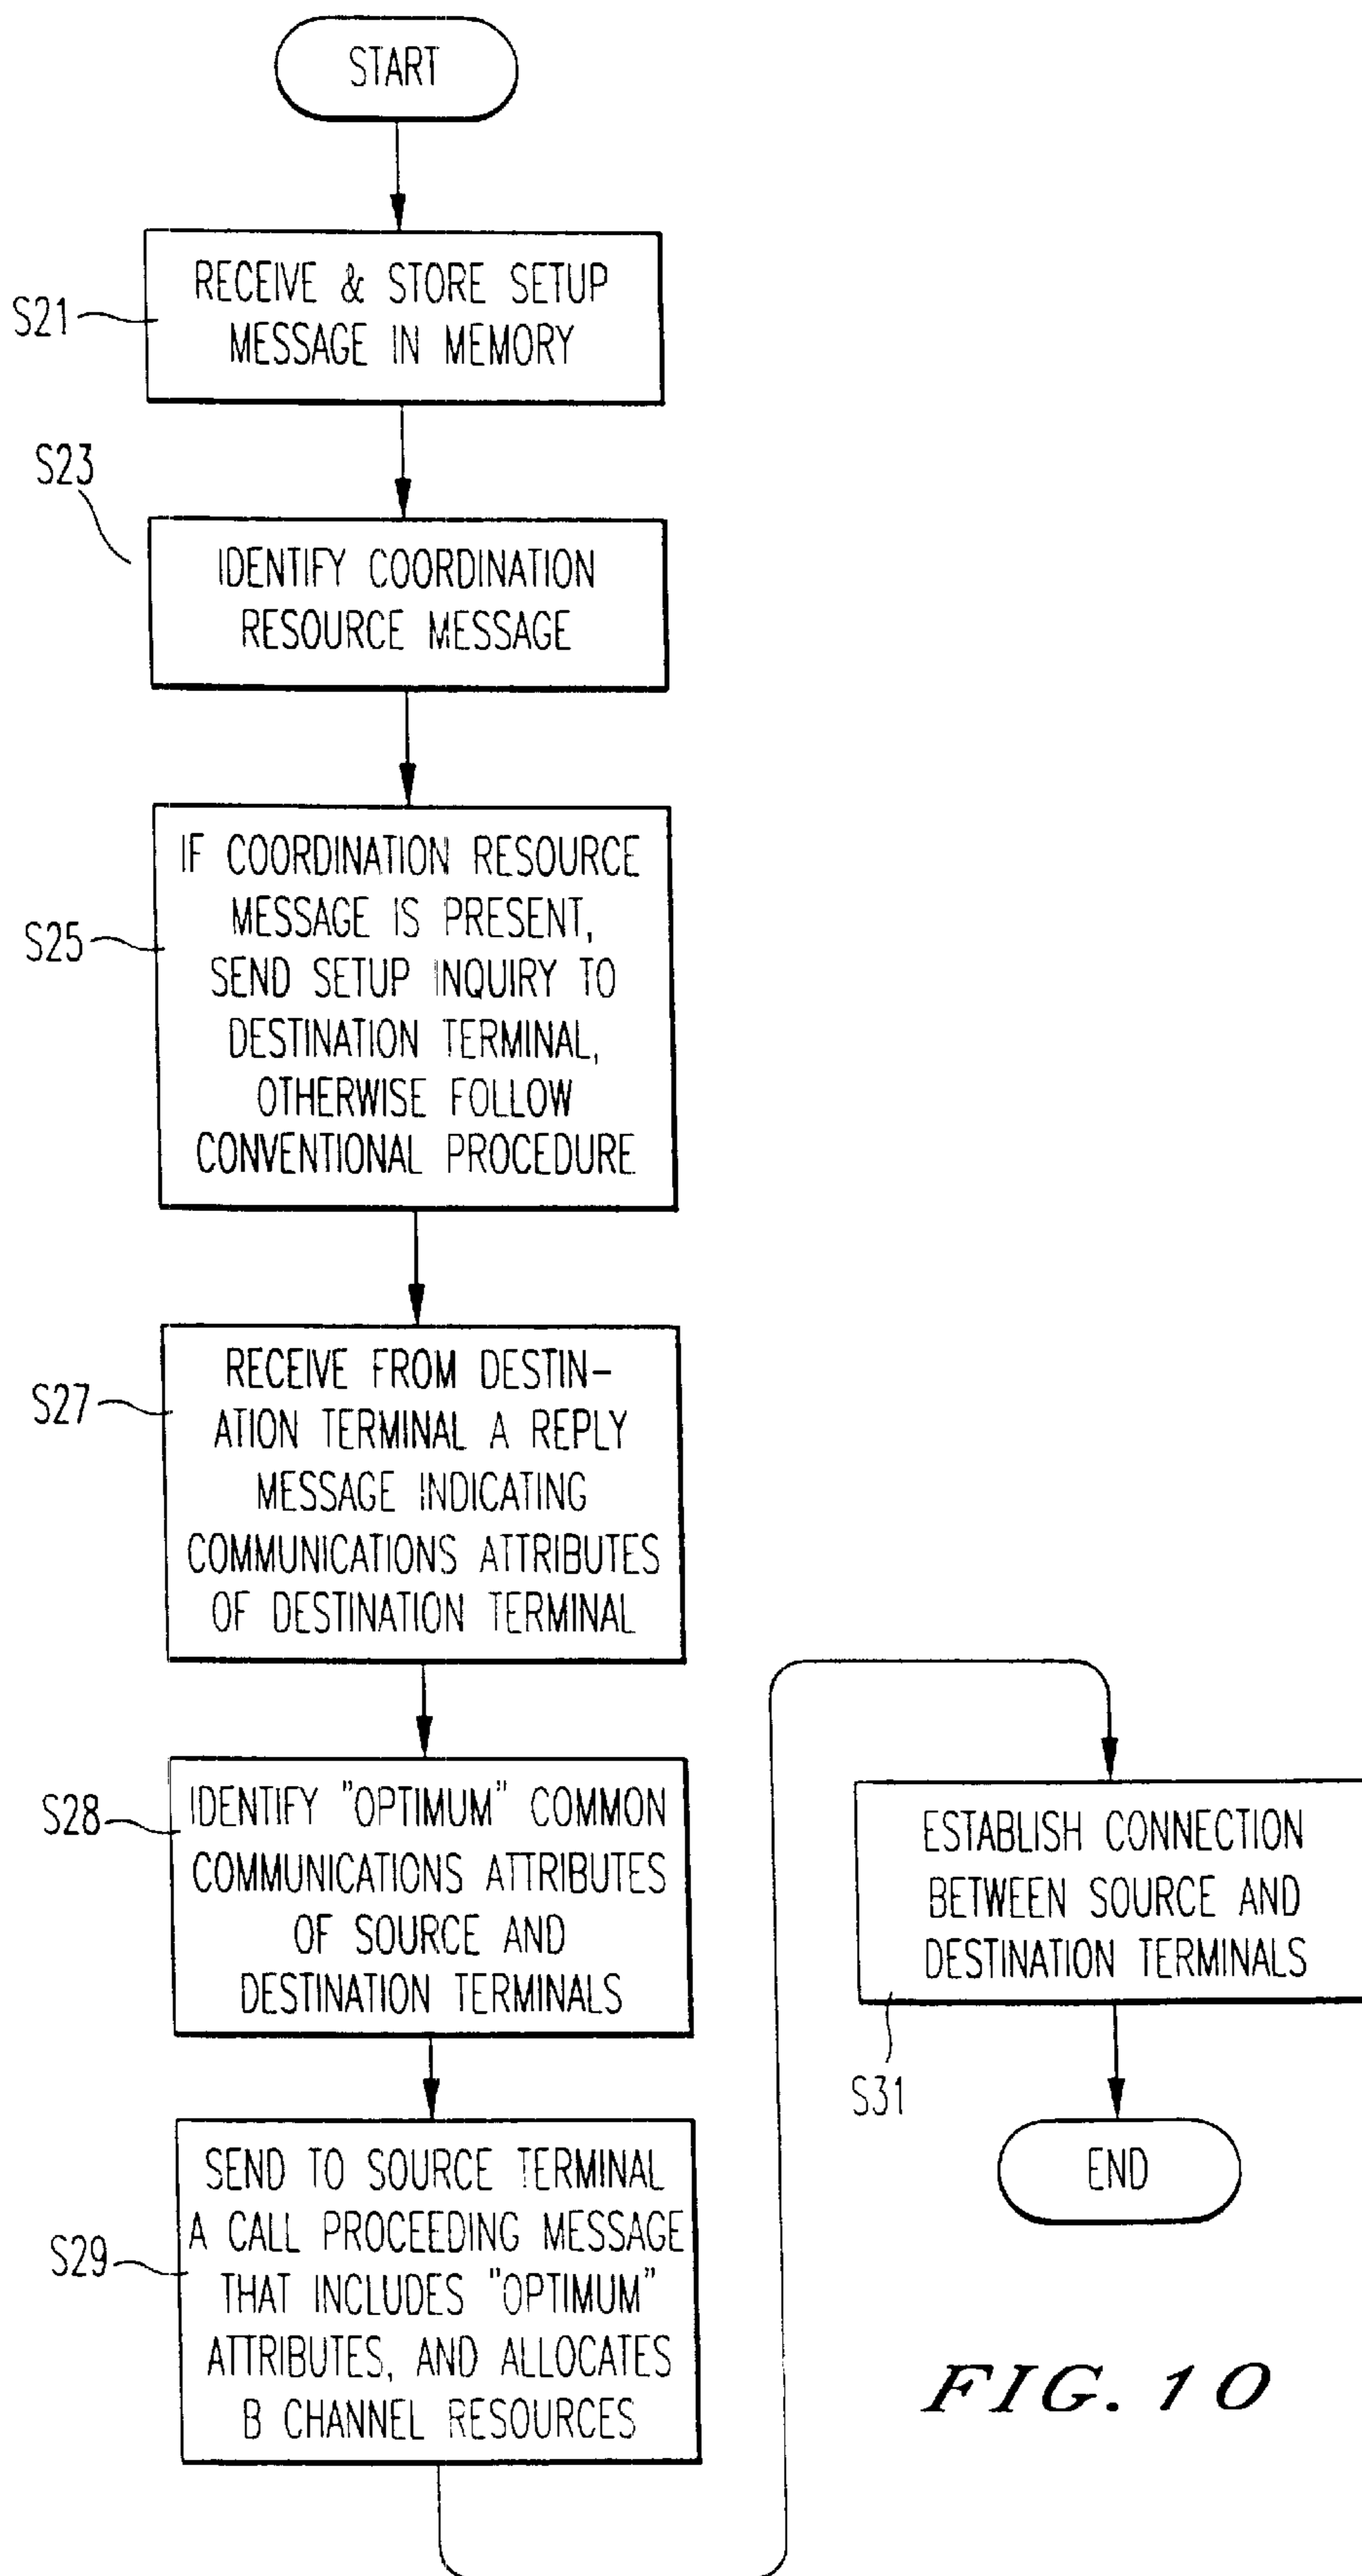 START
S21
RECEIVE & STORE SETUP
MESSAGE IN MEMORY
S23
IDENTIFY COORDINATION
RESOURCE MESSAGE
S25
IF COORDINATION RESOURCE
MESSAGE IS PRESENT,
SEND SETUP INQUIRY TO
DESTINATION TERMINAL,
OTHERWISE FOLLOW
CONVENTIONAL PROCEDURE
S27
RECEIVE FROM DESTIN-
ATION TERMINAL A REPLY
MESSAGE INDICATING
COMMUNICATIONS ATTRIBUTES
OF DESTINATION TERMINAL
S28
IDENTIFY "OPTIMUM" COMMON
COMMUNICATIONS ATTRIBUTES
OF SOURCE AND
DESTINATION TERMINALS
S29
SEND TO SOURCE TERMINAL
A CALL PROCEEDING MESSAGE
THAT INCLUDES "OPTIMUM"
ATTRIBUTES, AND ALLOCATES
B CHANNEL RESOURCES
ESTABLISH CONNECTION
BETWEEN SOURCE AND
DESTINATION TERMINALS
S31
END
FIG. 10